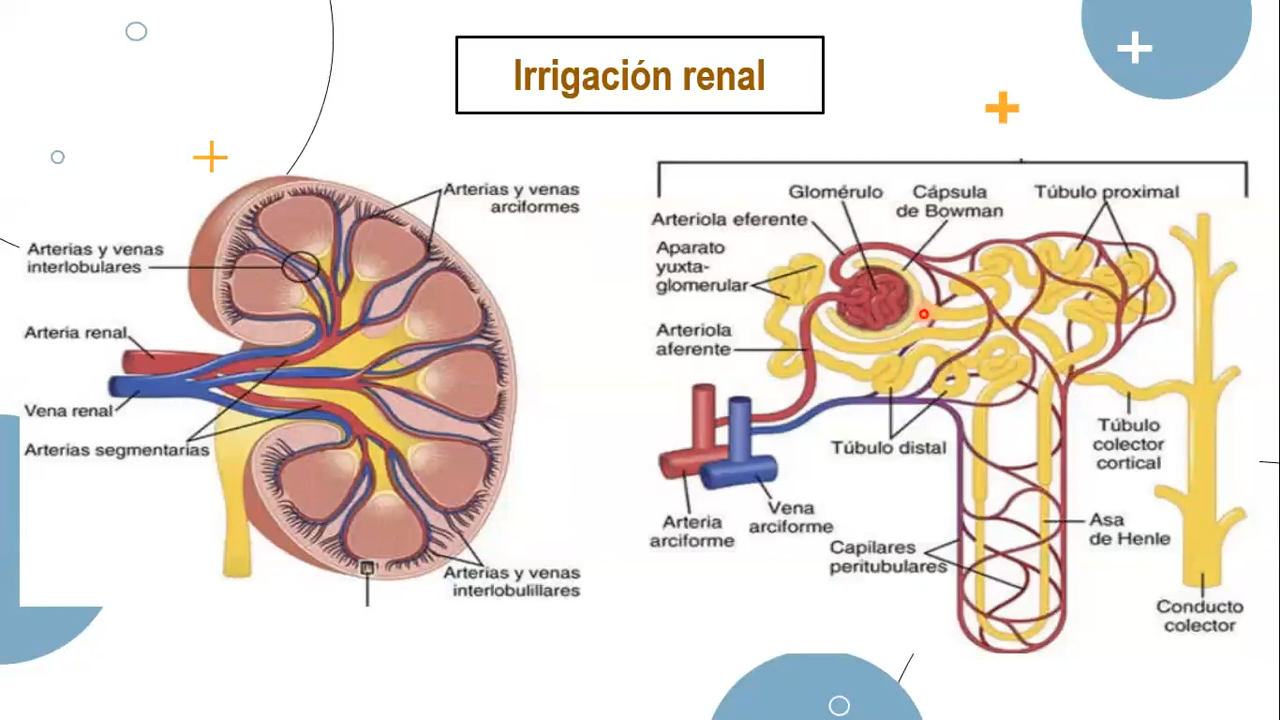 Irrigación renal
Arterias y venas
arciformes
Arterias y venas
interlobulares
Arteria renal
Vena renal
Arterias segmentarias
Arterias y venas
interlobulillares
Glomérulo
Cápsula
de Bowman
Túbulo proximal
Arteriola eferente
Aparato
yuxta-
glomerular
Arteriola
aferente
Túbulo distal
Túbulo
colector
cortical
Arteria
arciforme
Vena
arciforme
Capilares
peritubulares
Asa
de Henle
Conducto
colector